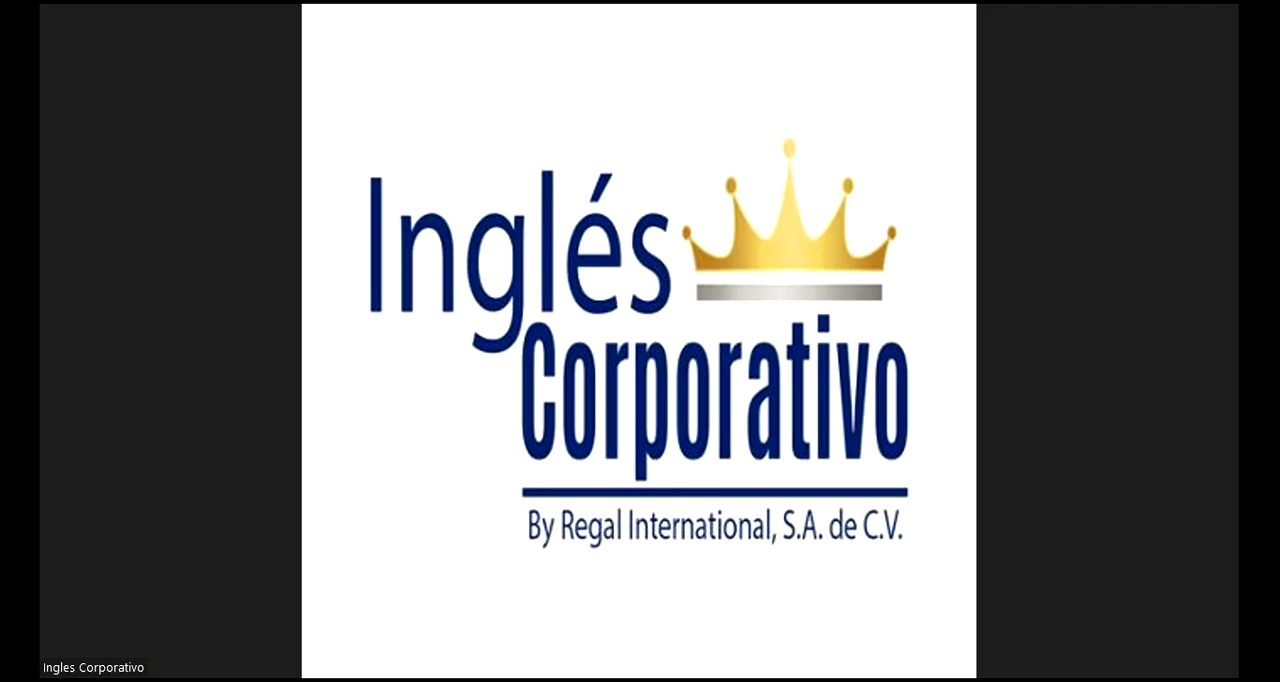 Inglés
Corporativo
By Regal International, S.A. de C.V.
Ingles Corporativo